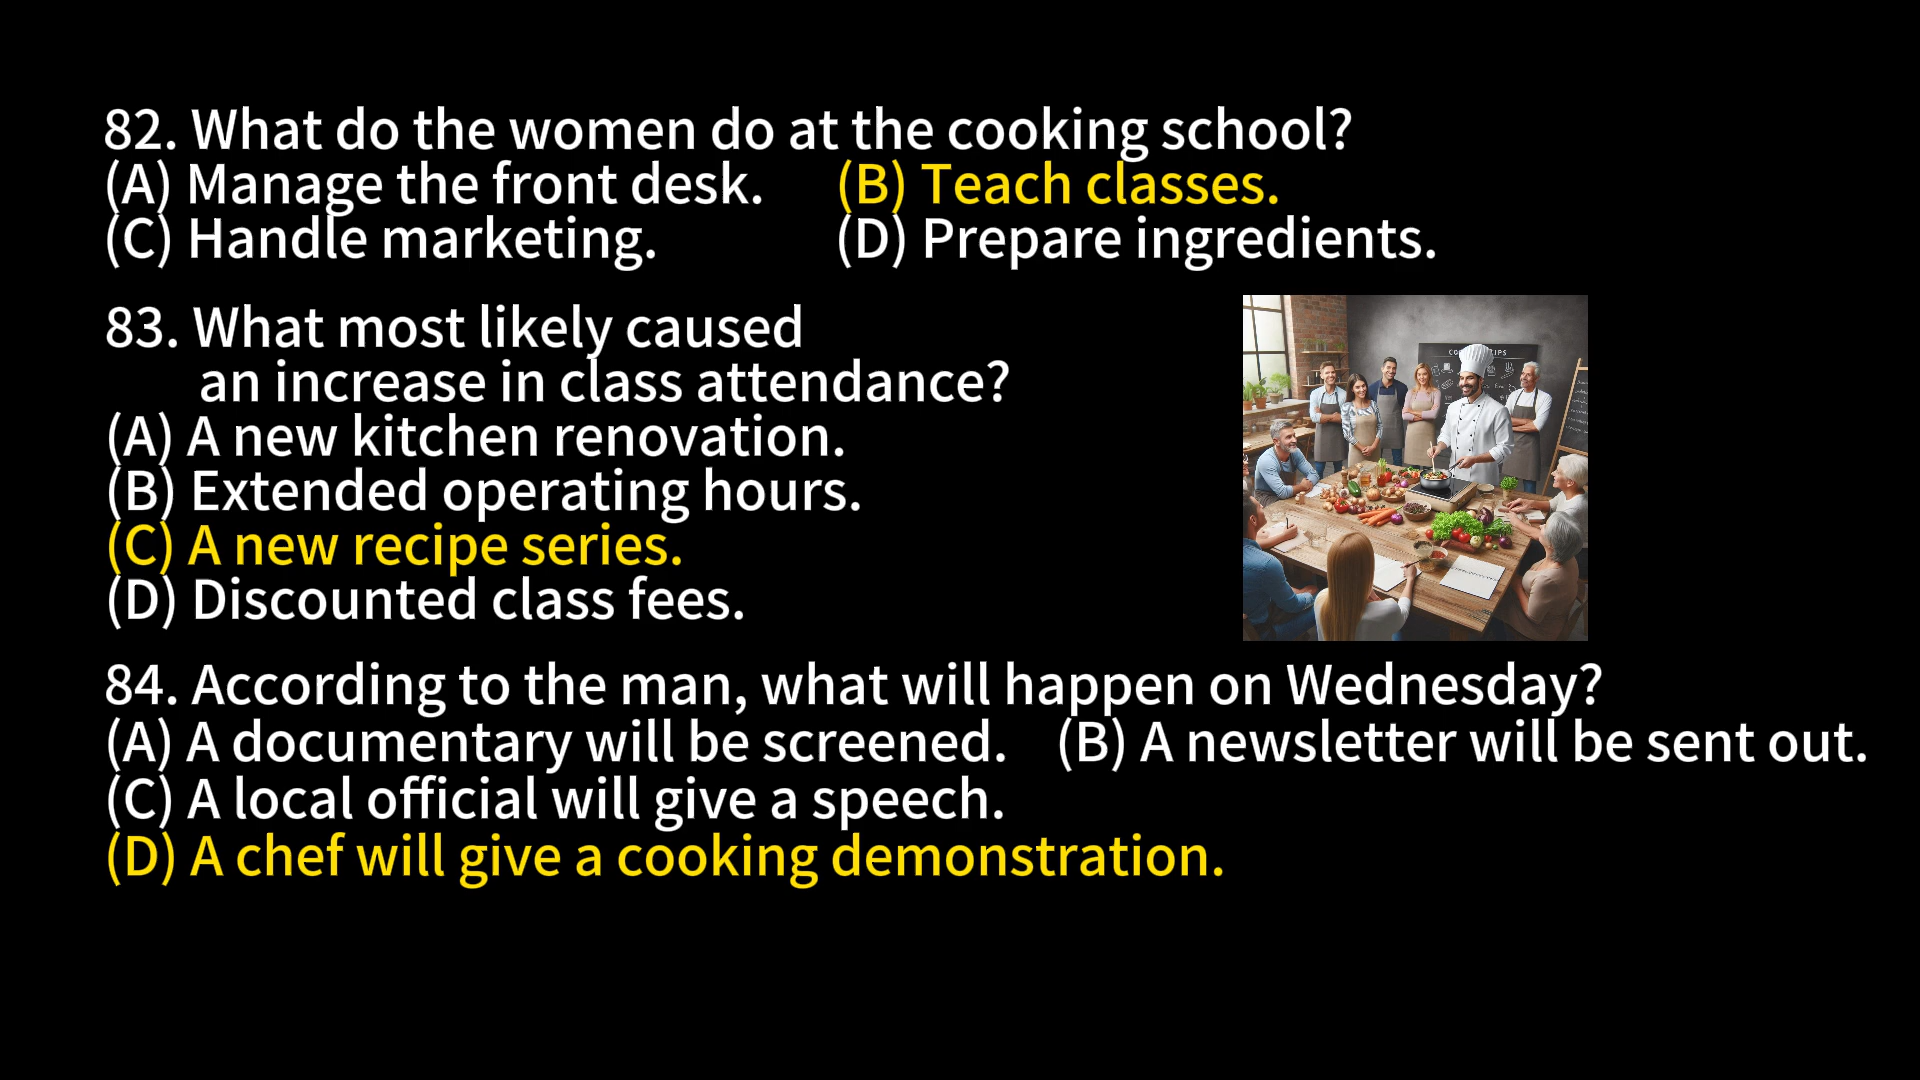 82. What do the women do at the cooking school?
(A) Manage the front desk. (B) Teach classes.
(C) Handle marketing. (D) Prepare ingredients.
83. What most likely caused
an increase in class attendance?
(A) A new kitchen renovation.
(B) Extended operating hours.
(C) A new recipe series.
(D) Discounted class fees.
84. According to the man, what will happen on Wednesday?
(A) A documentary will be screened. (B) A newsletter will be sent out.
(C) A local official will give a speech.
(D) A chef will give a cooking demonstration.